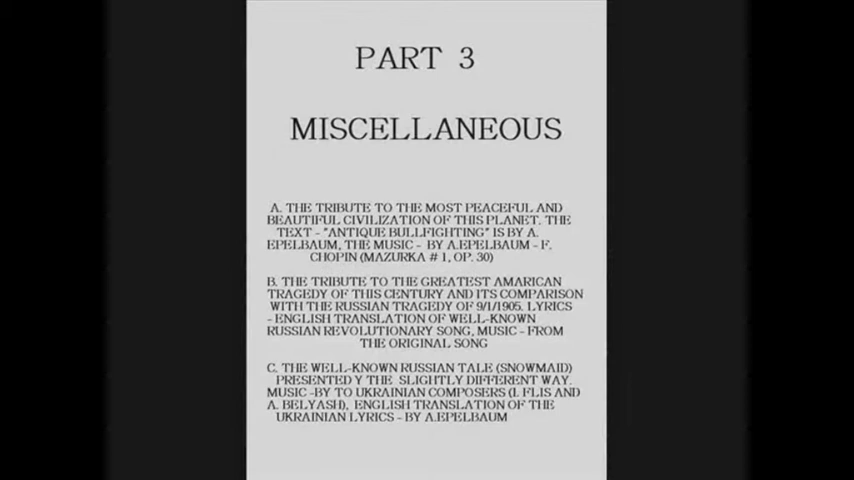 PART 3
MISCELLANEOUS
A. THE TRIBUTE TO THE MOST PEACEFUL AND
BEAUTIFUL CIVILIZATION OF THIS PLANET. THE
TEXT - "ANTIQUE BULLFIGHTING" IS BY A.
EPELBAUM, THE MUSIC - BY A.EPELBAUM - F.
CHOPIN (MAZURKA # 1, OP. 30)
B. THE TRIBUTE TO THE GREATEST AMARICAN
TRAGEDY OF THIS CENTURY AND ITS COMPARISON
WITH THE RUSSIAN TRAGEDY OF 9/1/1905. LYRICS
- ENGLISH TRANSLATION OF WELL-KNOWN
RUSSIAN REVOLUTIONARY SONG, MUSIC - FROM
THE ORIGINAL SONG
C. THE WELL-KNOWN RUSSIAN TALE (SNOWMAID)
PRESENTED Y THE SLIGHTLY DIFFERENT WAY.
MUSIC -BY TO UKRAINIAN COMPOSERS (I. FLIS AND
A. BELYASH), ENGLISH TRANSLATION OF THE
UKRAINIAN LYRICS - BY A.EPELBAUM